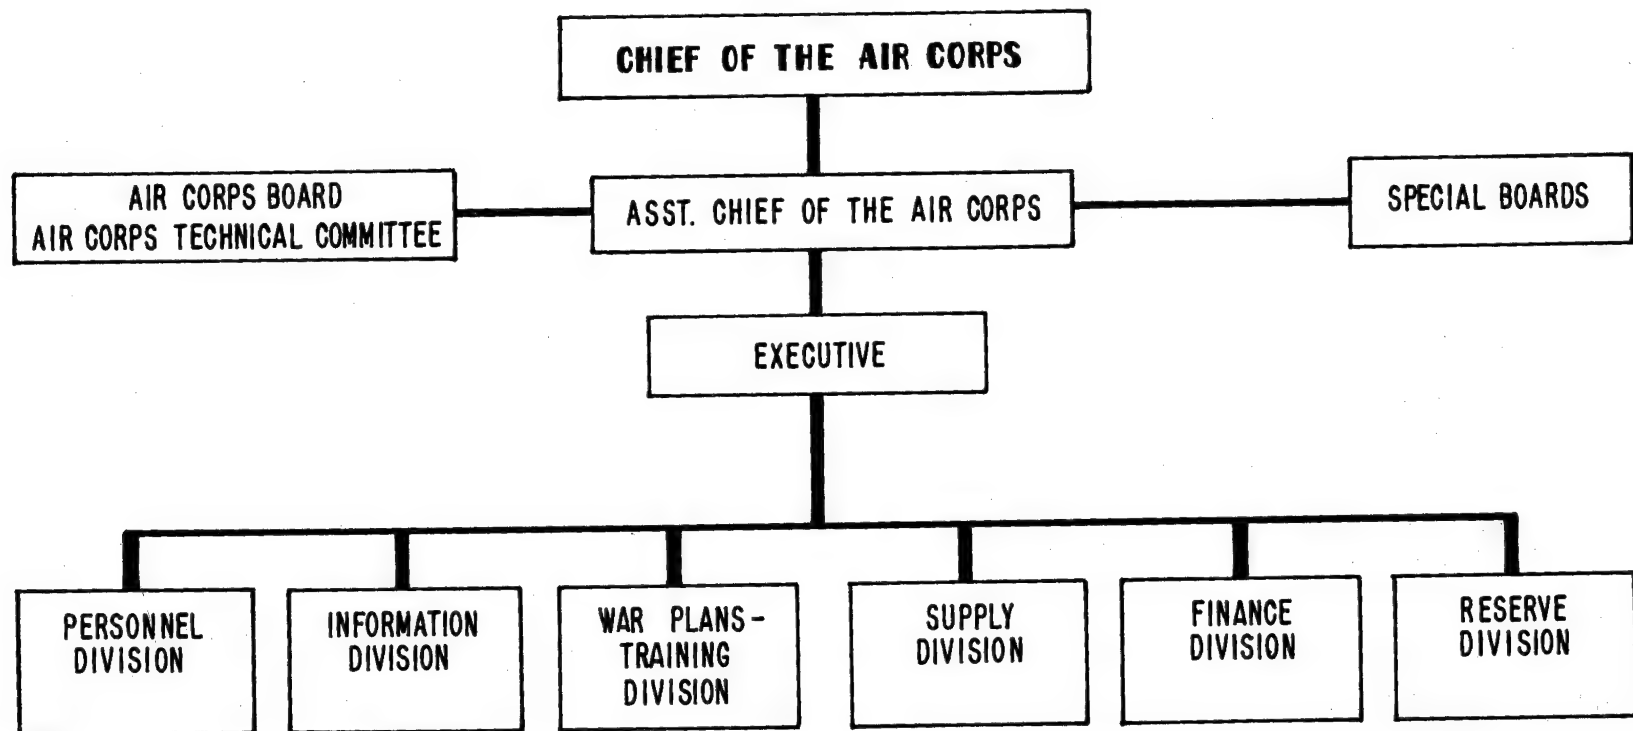 CHIEF OF THE AIR CORPS
AIR CORPS BOARD
AIR CORPS TECHNICAL COMMITTEE
ASST. CHIEF OF THE AIR CORPS
SPECIAL BOARDS
EXECUTIVE
PERSONNEL
DIVISION
INFORMATION
DIVISION
WAR PLANS-
TRAINING
DIVISION
SUPPLY
DIVISION
FINANCE
DIVISION
RESERVE
DIVISION